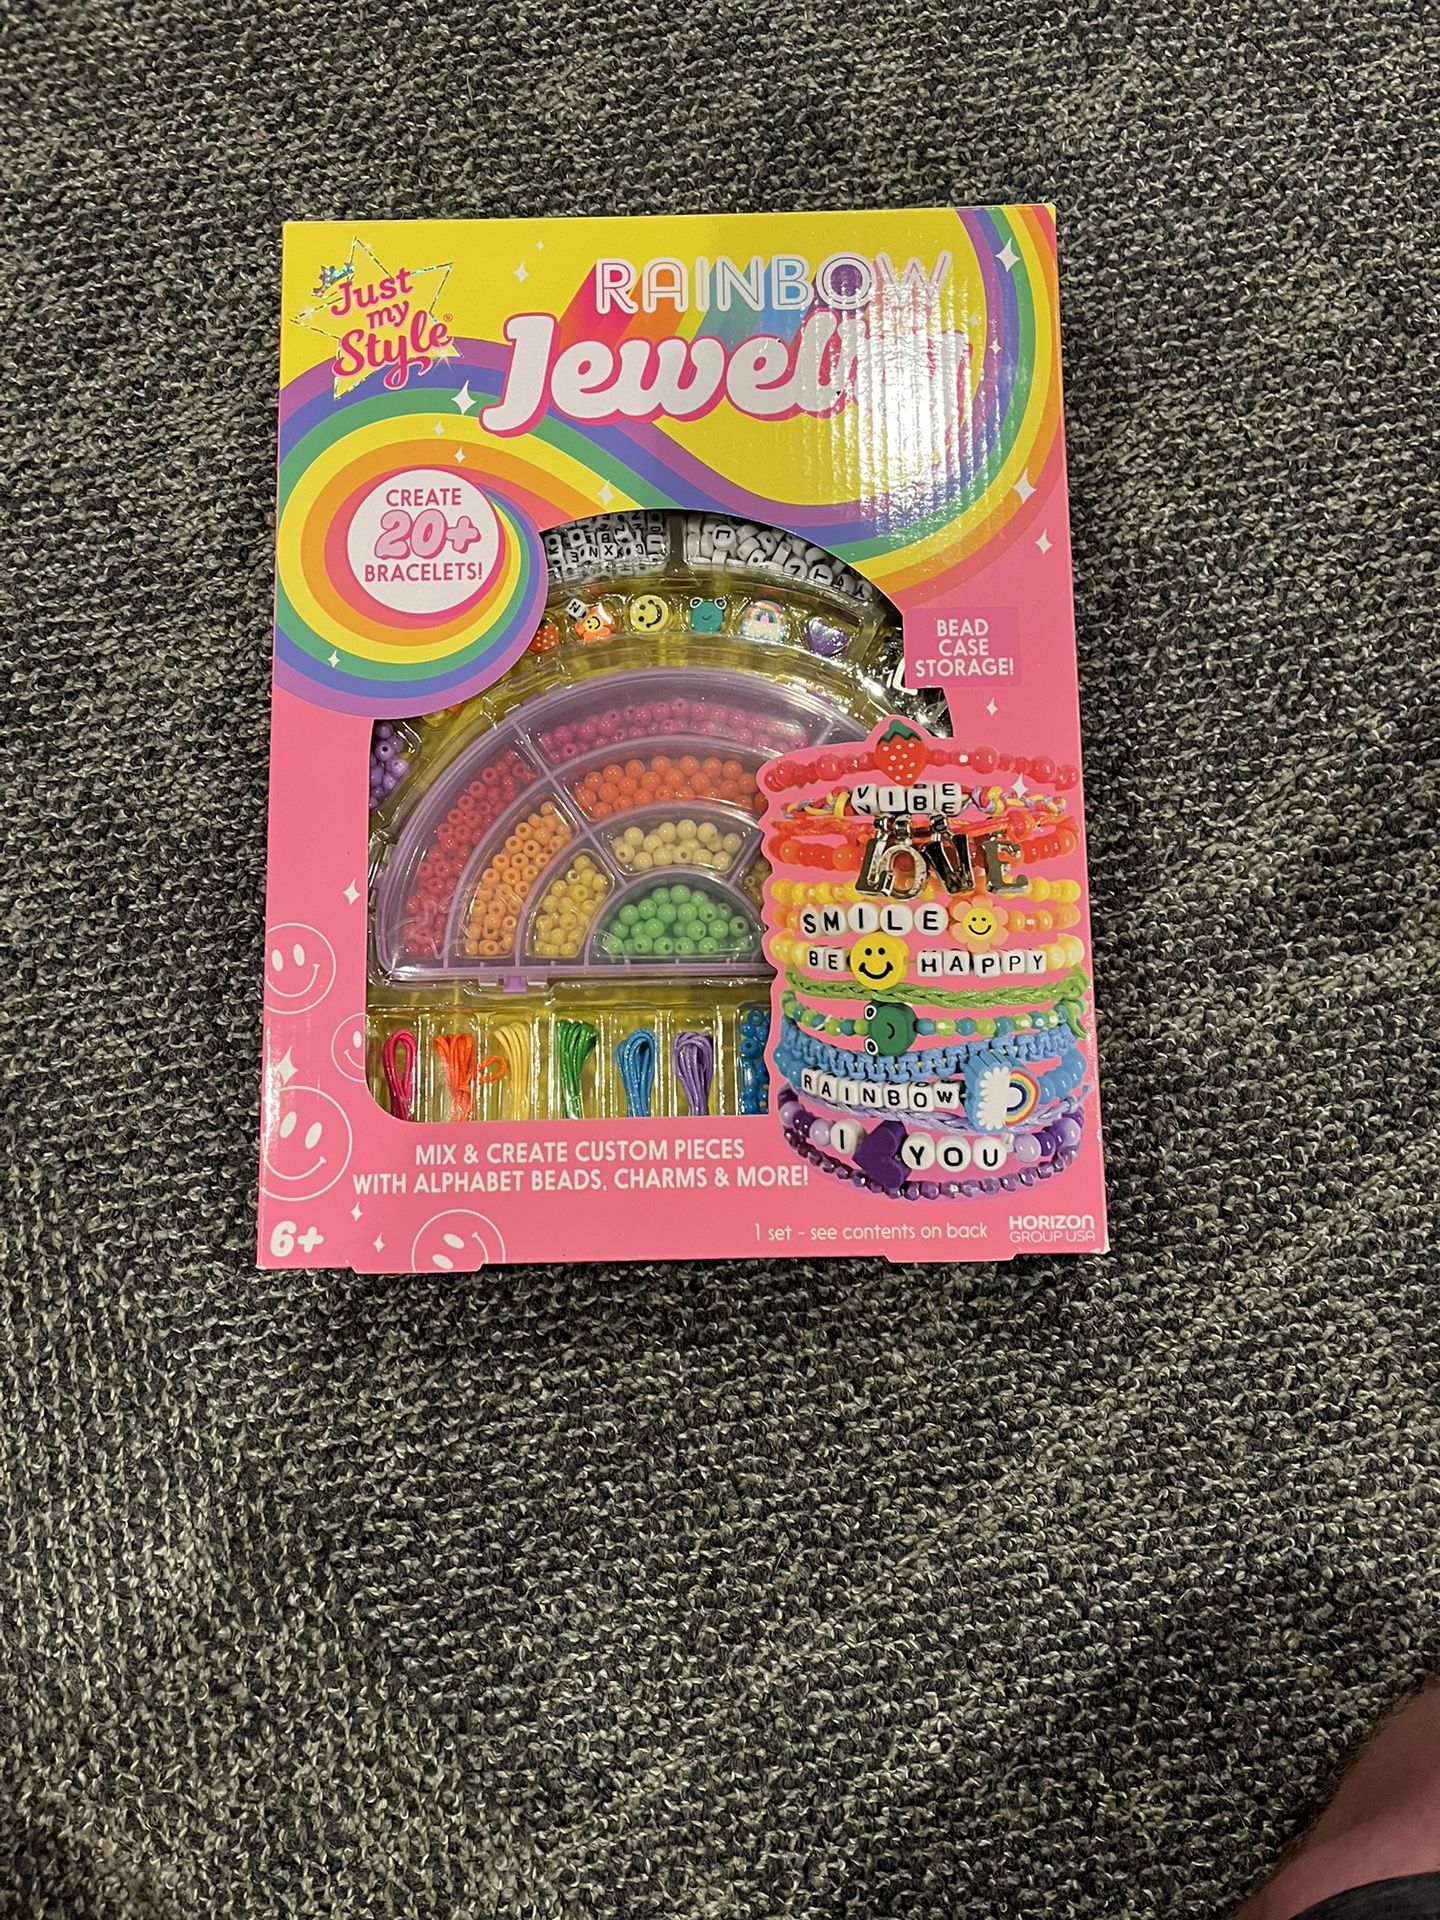 Just
my
Style®
RAINBOW
Jewelry
CREATE
20+
BRACELETS!
BEAD
CASE
STORAGE!
VIBE
LOVE
SMILE
BE HAPPY
RAINBOW
I YOU
MIX & CREATE CUSTOM PIECES
WITH ALPHABET BEADS, CHARMS & MORE!
6+
1 set - see contents on back
HORIZON
GROUP USA